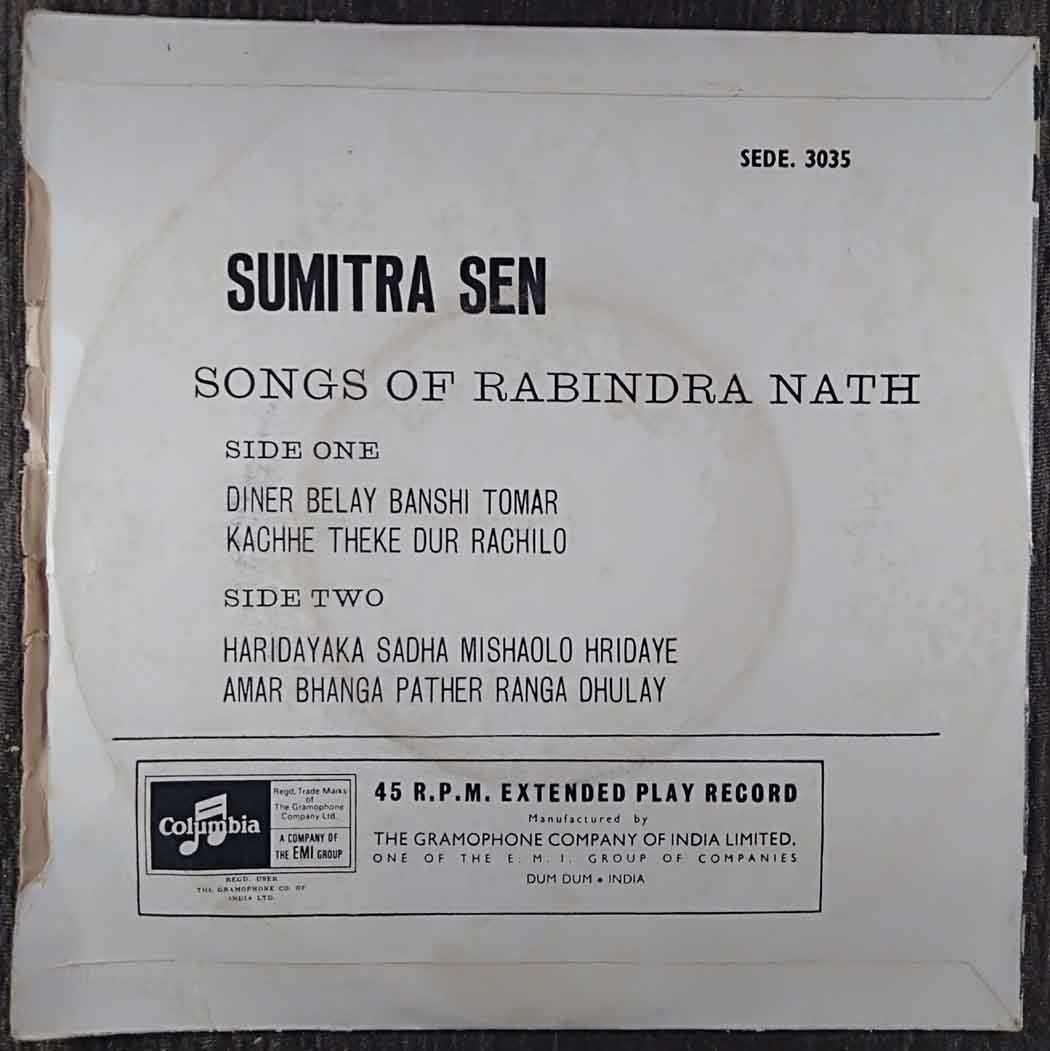 SEDE. 3035
SUMITRA SEN
SONGS OF RABINDRA NATH
SIDE ONE
DINER BELAY BANSHI TOMAR
KACHHE THEKE DUR RACHILO
SIDE TWO
HARIDAYAKA SADHA MISHAOLO HRIDAYE
AMAR BHANGA PATHER RANGA DHULAY
Columbia
Regd. Trade Marks
of
The Gramophone
Company Ltd.
A COMPANY OF
THE EMI GROUP
REGD. USER
THE GRAMOPHONE CO. OF
INDIA LTD.
45 R.P.M. EXTENDED PLAY RECORD
Manufactured by
THE GRAMOPHONE COMPANY OF INDIA LIMITED.
ONE OF THE E. M. I. GROUP OF COMPANIES
DUM DUM • INDIA